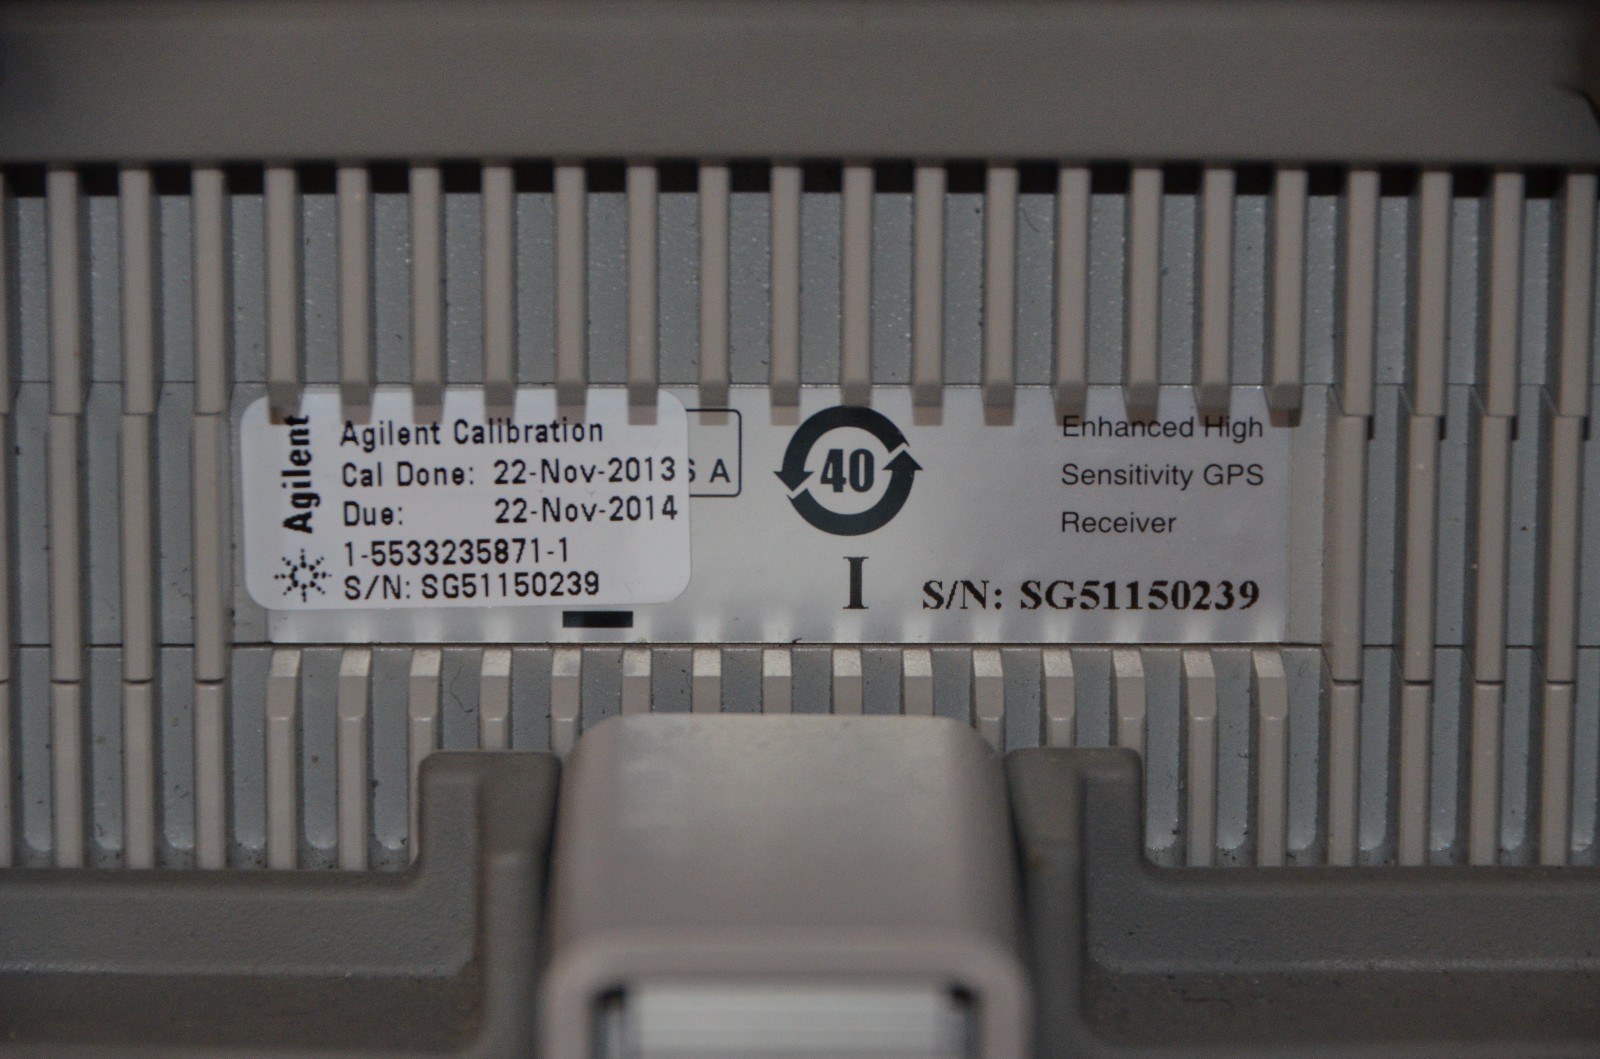 Agilent
Agilent Calibration
Cal Done: 22-Nov-2013
Due: 22-Nov-2014
1-5533235871-1
S/N: SG51150239
A
40
I
Enhanced High
Sensitivity GPS
Receiver
S/N: SG51150239